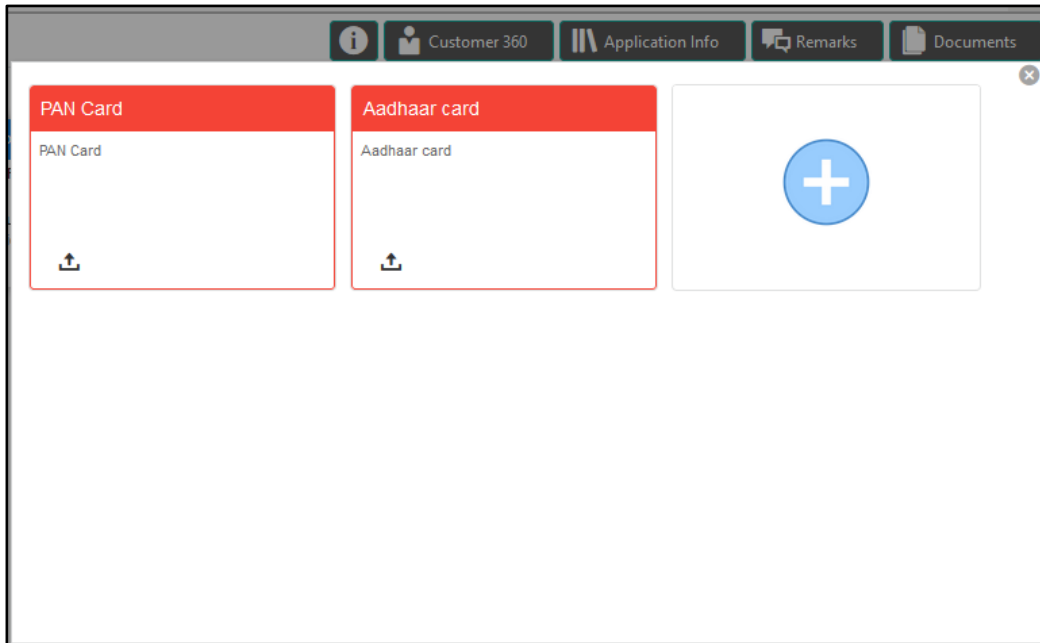 Customer 360
Application Info
Remarks
Documents
PAN Card
PAN Card
Aadhaar card
Aadhaar card